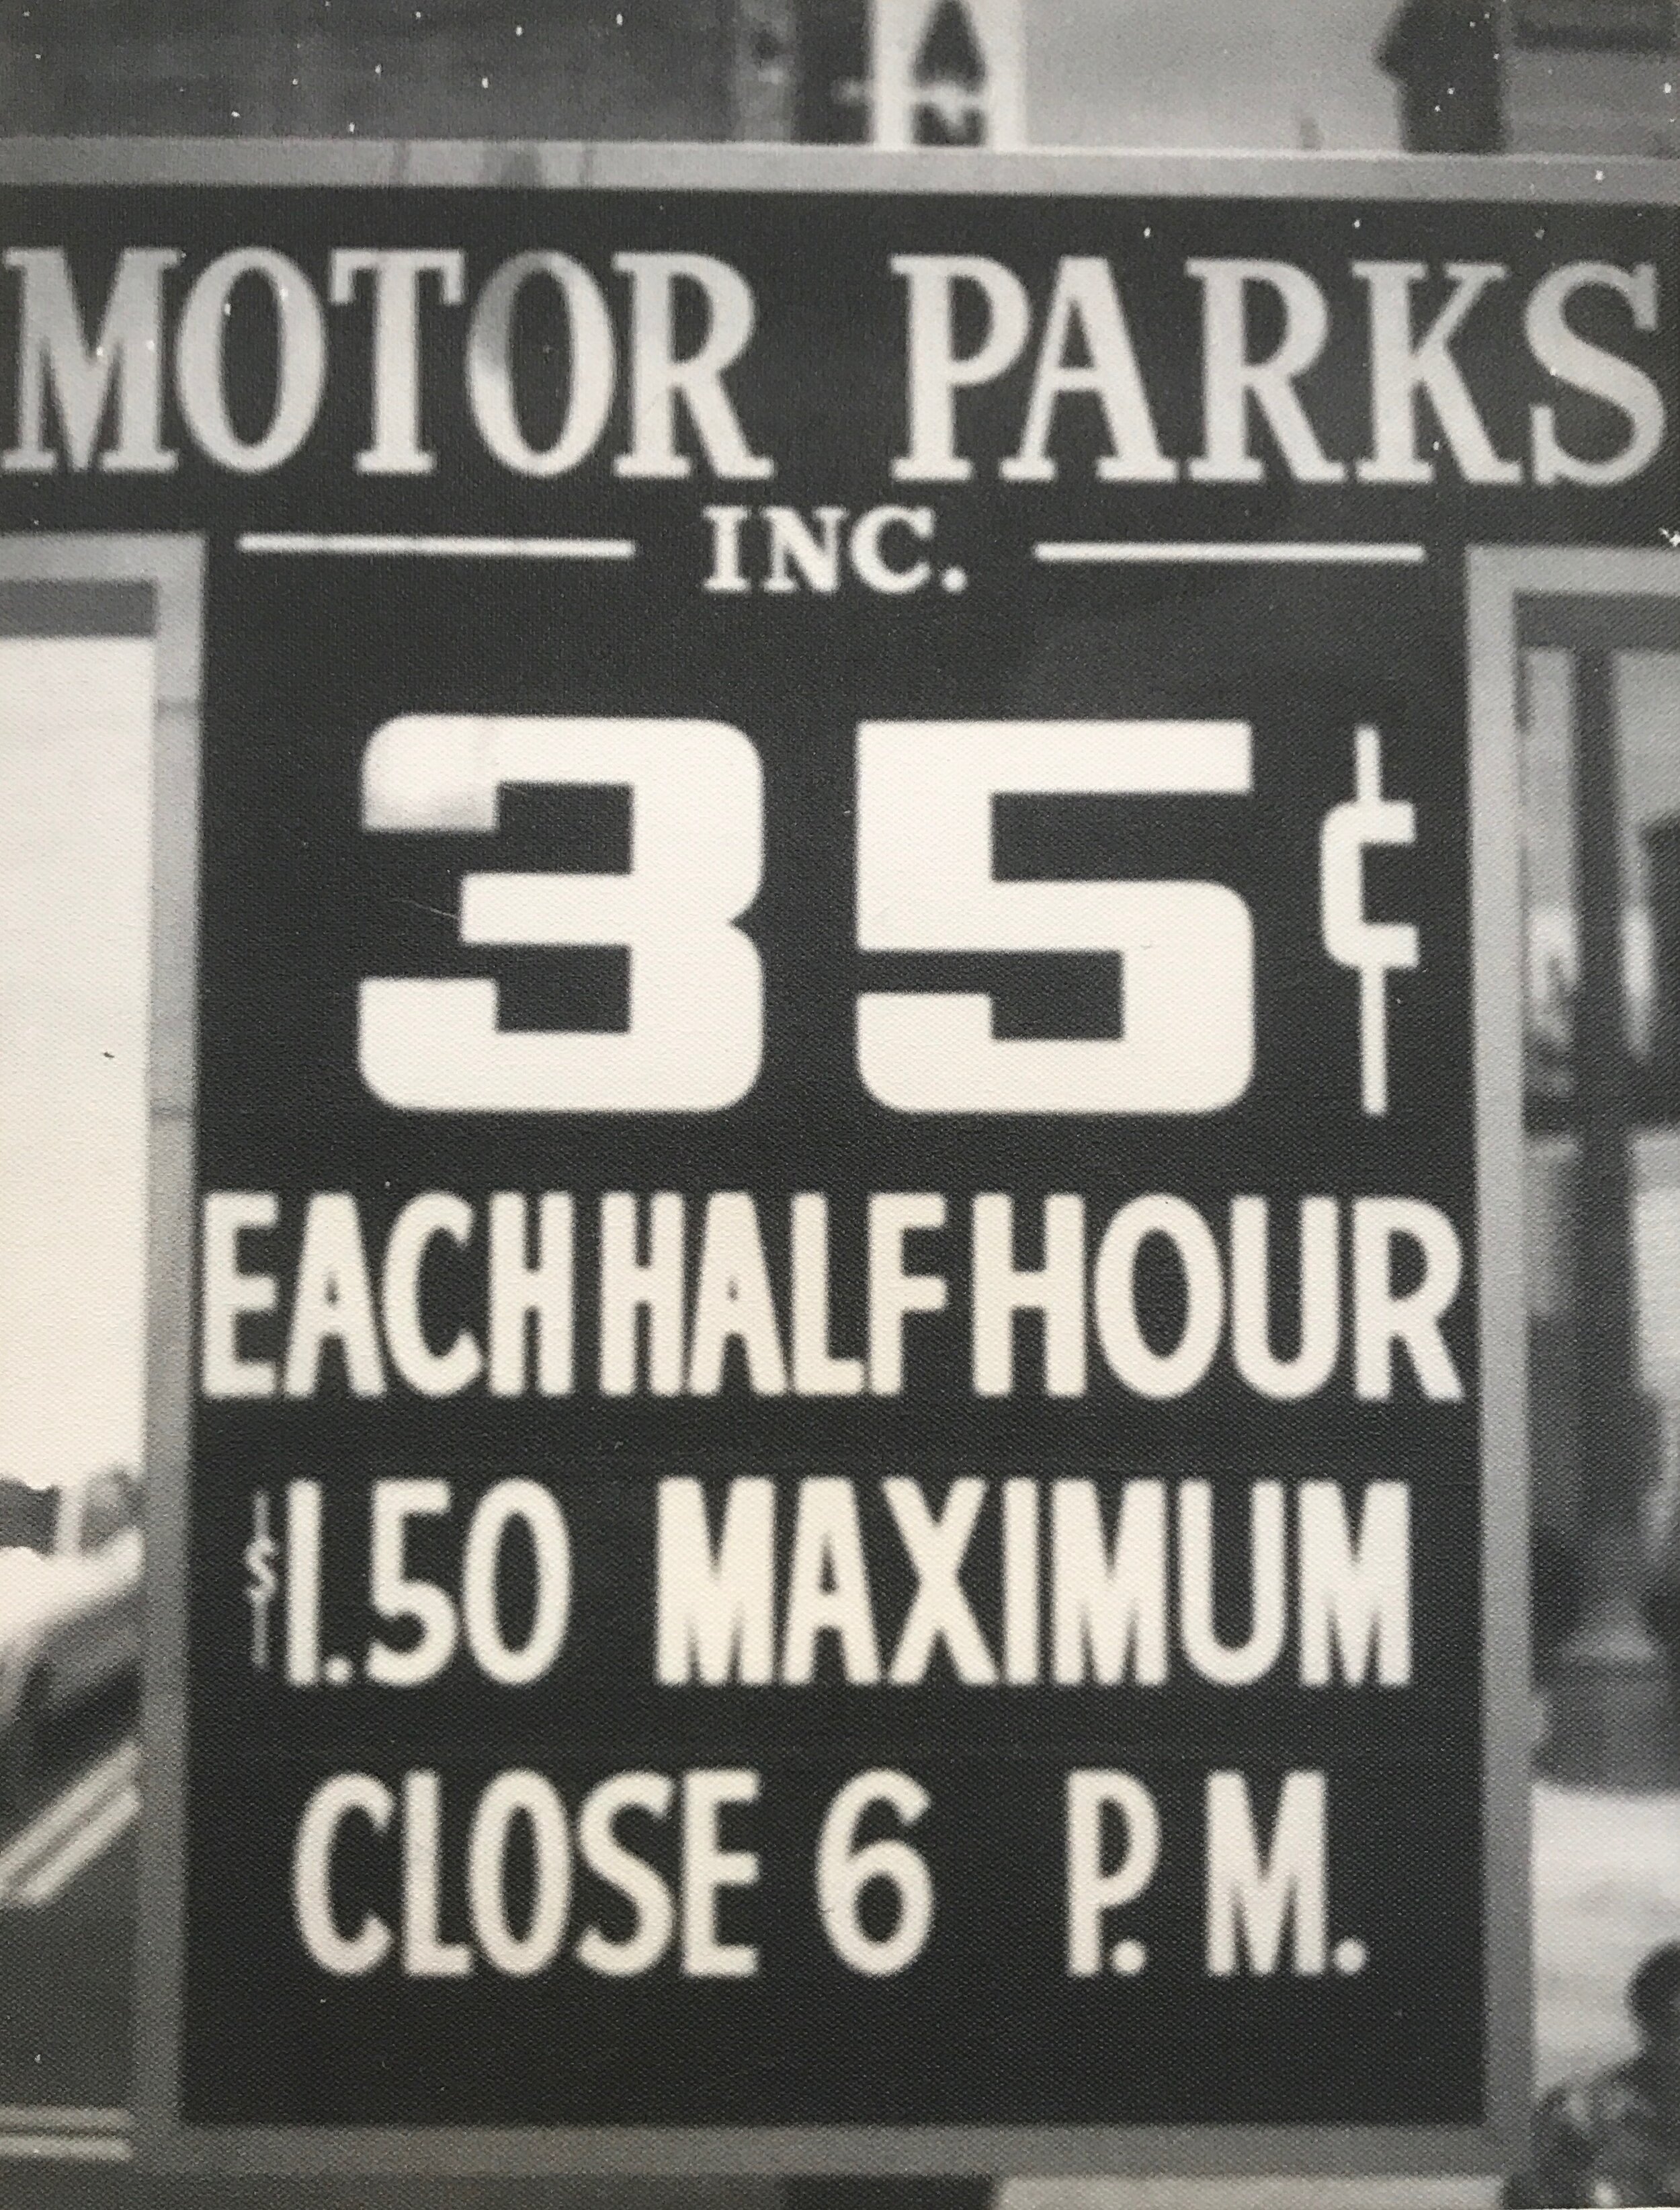 MOTOR PARKS
INC.
35¢
EACH HALF HOUR
$1.50 MAXIMUM
CLOSE 6 P.M.